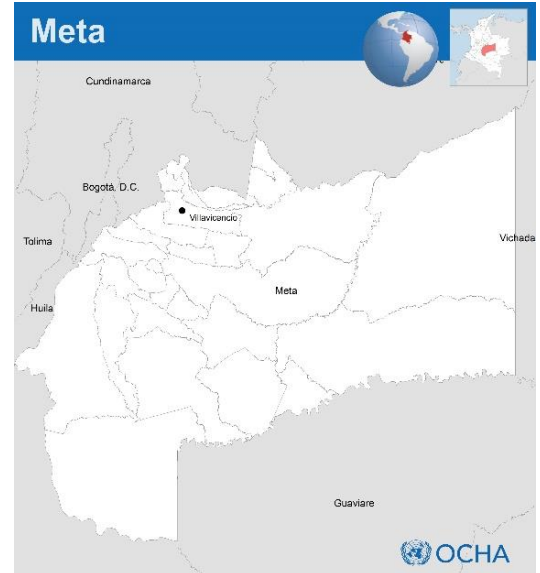 Meta
Cundinamarca
Bogotá, D.C.
Villavicencio
Tolima
Vichada
Meta
Huila
Guaviare
OCHA